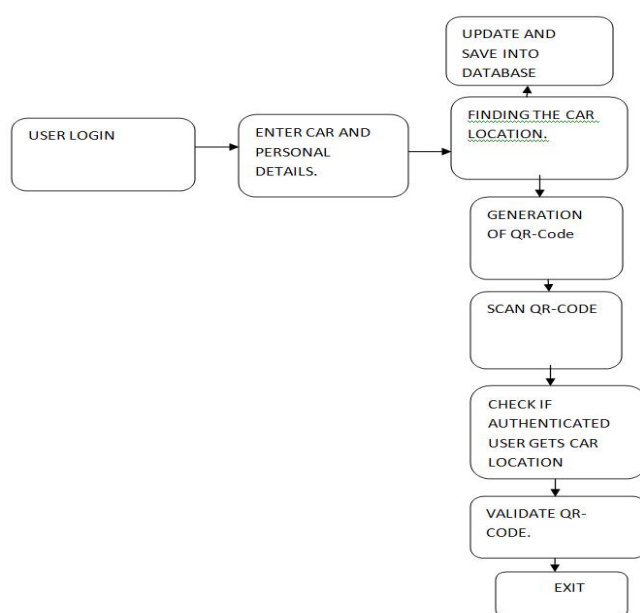 UPDATE AND
SAVE INTO
DATABASE
USER LOGIN
ENTER CAR AND
PERSONAL
DETAILS.
FINDING THE CAR
LOCATION.
GENERATION
OF QR-Code
SCAN QR-CODE
CHECK IF
AUTHENTICATED
USER GETS CAR
LOCATION
VALIDATE QR-
CODE.
EXIT